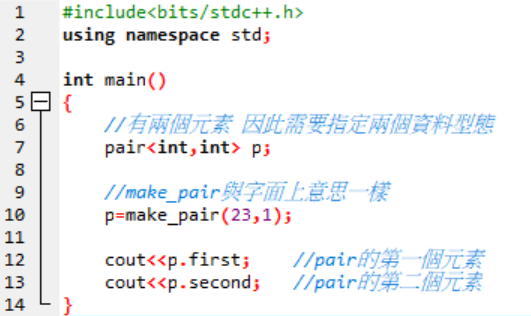 1 #include<bits/stdc++.h>
2 using namespace std;
3
4 int main()
5 {
6 //有兩個元素 因此需要指定兩個資料型態
7 pair<int,int> p;
8
9 //make_pair與字面上意思一樣
10 p=make_pair(23,1);
11
12 cout<<p.first; //pair的第一個元素
13 cout<<p.second; //pair的第二個元素
14 }